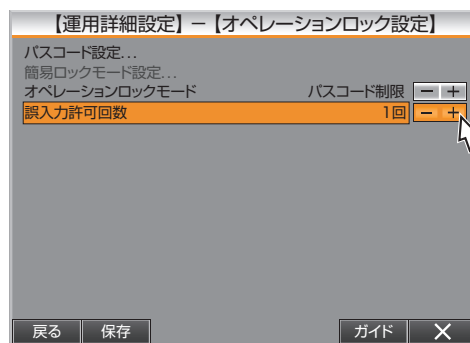 【運用詳細設定】－【オペレーションロック設定】
パスコード設定…
簡易ロックモード設定…
オペレーションロックモード パスコード制限 － ＋
誤入力許可回数 1回 － ＋
戻る 保存 ガイド ✕